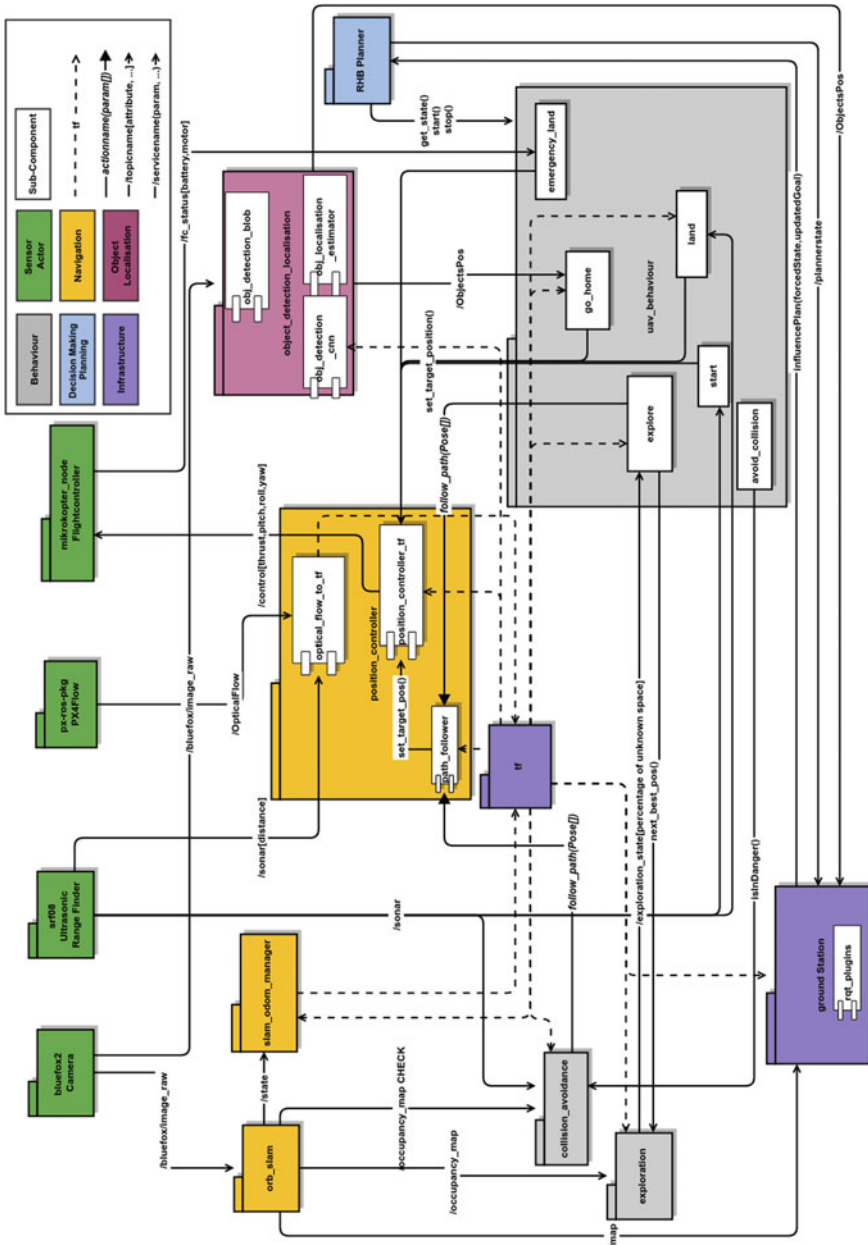 Behaviour
Sensor
Actor
Sub-Component
Decision Making
Planning
Navigation
Infrastructure
Object
Localisation
tf
actionname(param[])
/topicname[attribute, ...]
/servicename(param, ...)
bluefox2
Camera
srf08
Ultrasonic
Range Finder
px-ros-pkg
PX4Flow
mikrokopter_node
Flightcontroller
/fc_status[battery,motor]
/bluefox/image_raw
/bluefox/image_raw
/sonar[distance]
/OpticalFlow
/control[thrust,pitch,roll,yaw]
/sonar
orb_slam
/state
slam_odom_manager
/occupancy_map CHECK
/occupancy_map
map
position_controller
optical_flow_to_tf
position_controller_tf
path_follower
set_target_pos()
tf
follow_path(Pose[])
follow_path(Pose[])
set_target_position()
object_detection_localisation
obj_detection_blob
obj_detection
_cnn
obj_localisation
_estimator
/ObjectsPos
RHB Planner
get_state()
start()
stop()
uav_behaviour
emergency_land
go_home
land
explore
start
avoid_collision
collision_avoidance
exploration
/exploration_state[percentage of unknown space]
next_best_pos()
isInDanger()
ground Station
rqt_plugins
influencePlan(forcedState,updatedGoal)
/plannerstate
/ObjectsPos